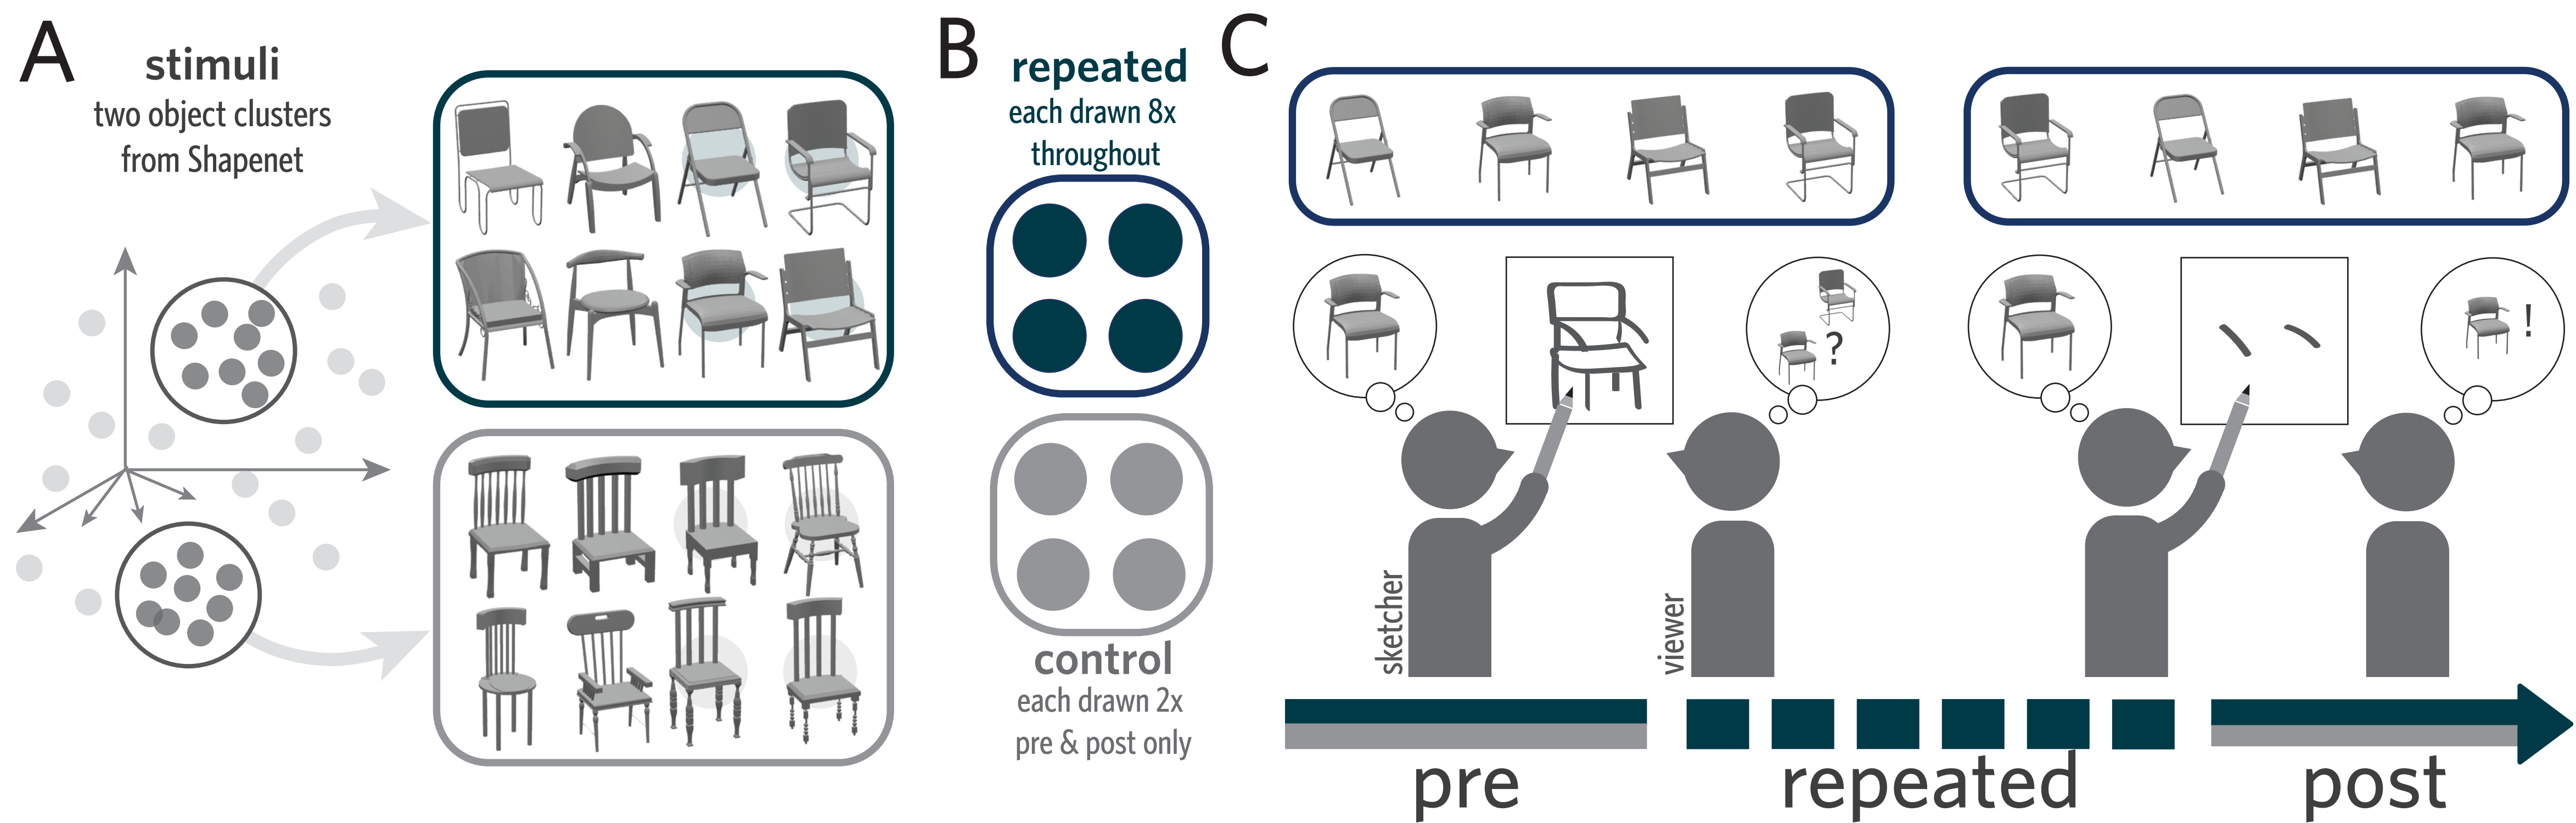 A
stimuli
two object clusters
from Shapenet
B
repeated
each drawn 8x
throughout
control
each drawn 2x
pre & post only
C
?
!
sketcher
viewer
pre
repeated
post